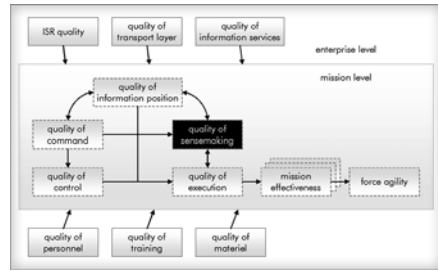 ISR quality
quality of
transport layer
quality of
information services
enterprise level
mission level
quality of
information position
quality of
command
quality of
sensemaking
quality of
control
quality of
execution
mission
effectiveness
force agility
quality of
personnel
quality of
training
quality of
materiel